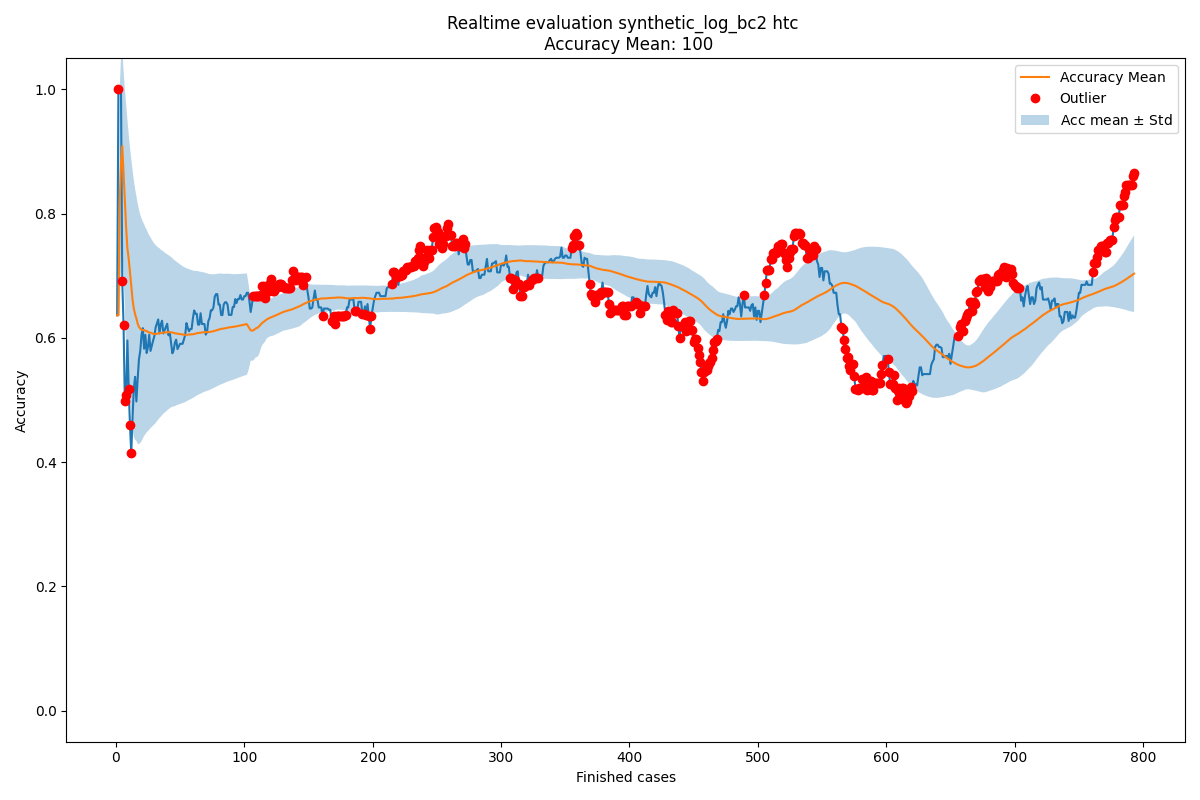 Realtime evaluation synthetic_log_bc2 htc
Accuracy Mean: 100
Accuracy Mean
Outlier
Acc mean ± Std
1.0
0.8
0.6
0.4
0.2
0.0
Accuracy
0 100 200 300 400 500 600 700 800
Finished cases